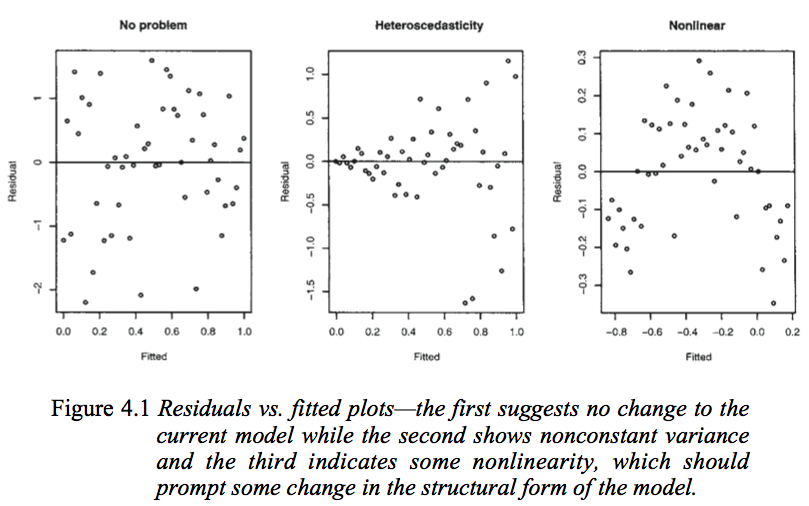 No problem
Heteroscedasticity
Nonlinear
Residual
1
0
-1
-2
0.0 0.2 0.4 0.6 0.8 1.0
Fitted
Residual
1.0
0.5
0.0
-0.5
-1.0
-1.5
0.0 0.2 0.4 0.6 0.8 1.0
Fitted
Residual
0.3
0.2
0.1
0.0
-0.1
-0.2
-0.3
-0.8 -0.6 -0.4 -0.2 0.0 0.2
Fitted
Figure 4.1 Residuals vs. fitted plots—the first suggests no change to the
current model while the second shows nonconstant variance
and the third indicates some nonlinearity, which should
prompt some change in the structural form of the model.